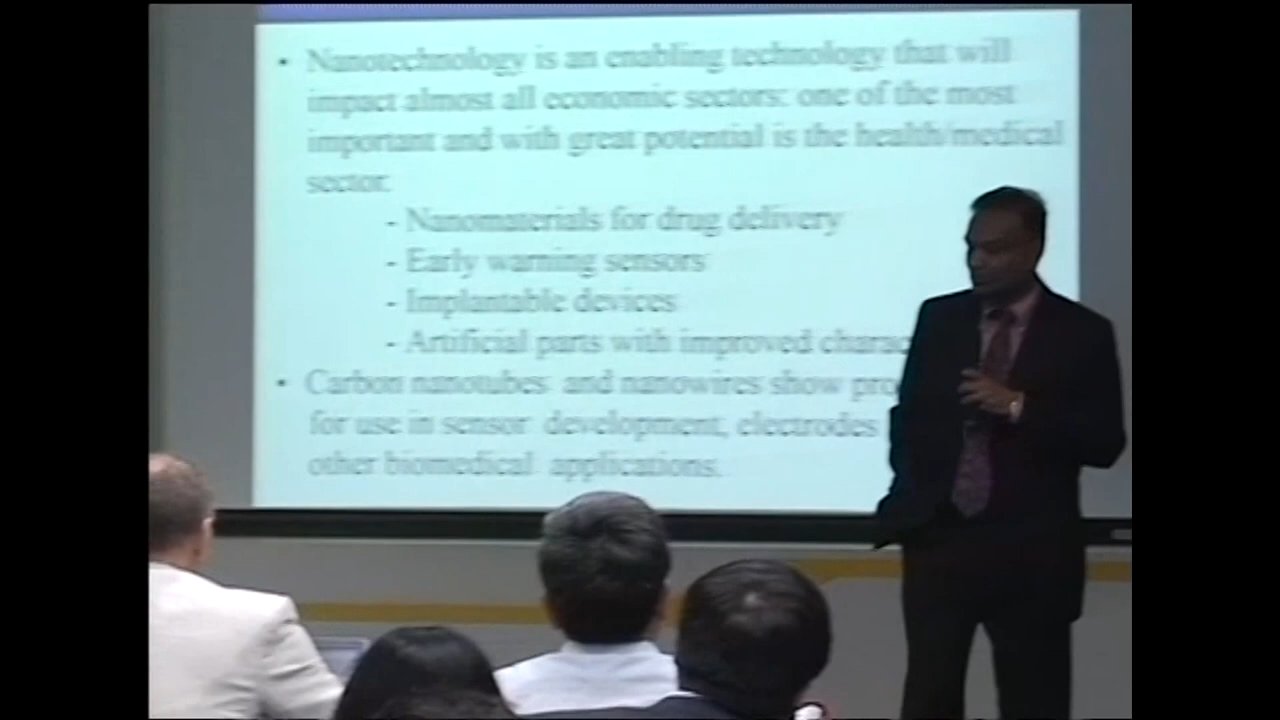 • Nanotechnology is an enabling technology that will
impact almost all economic sectors: one of the most
important and with great potential is the health/medical
sector.
- Nanomaterials for drug delivery
- Early warning sensors
- Implantable devices
- Artificial parts with improved
• Carbon nanotubes and nanowires show
for use in sensor development, electrodes
other biomedical applications.